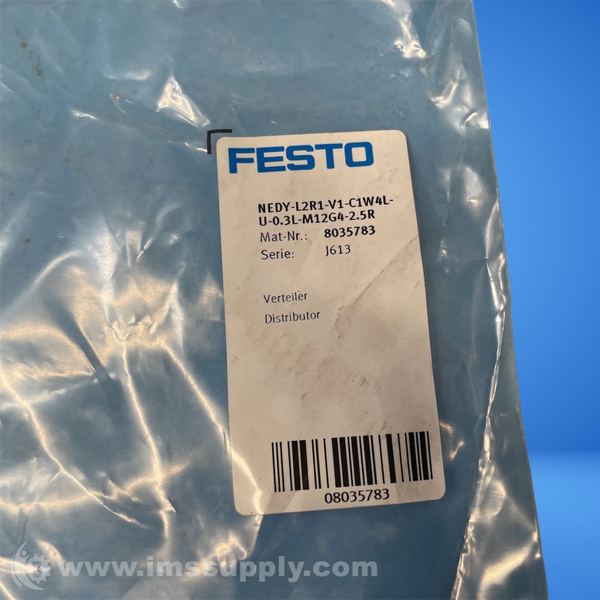 FESTO
NEDY-L2R1-V1-C1W4L-
U-0.3L-M12G4-2.5R
Mat-Nr.: 8035783
Serie: J613
Verteiler
Distributor
08035783
www.imssupply.com